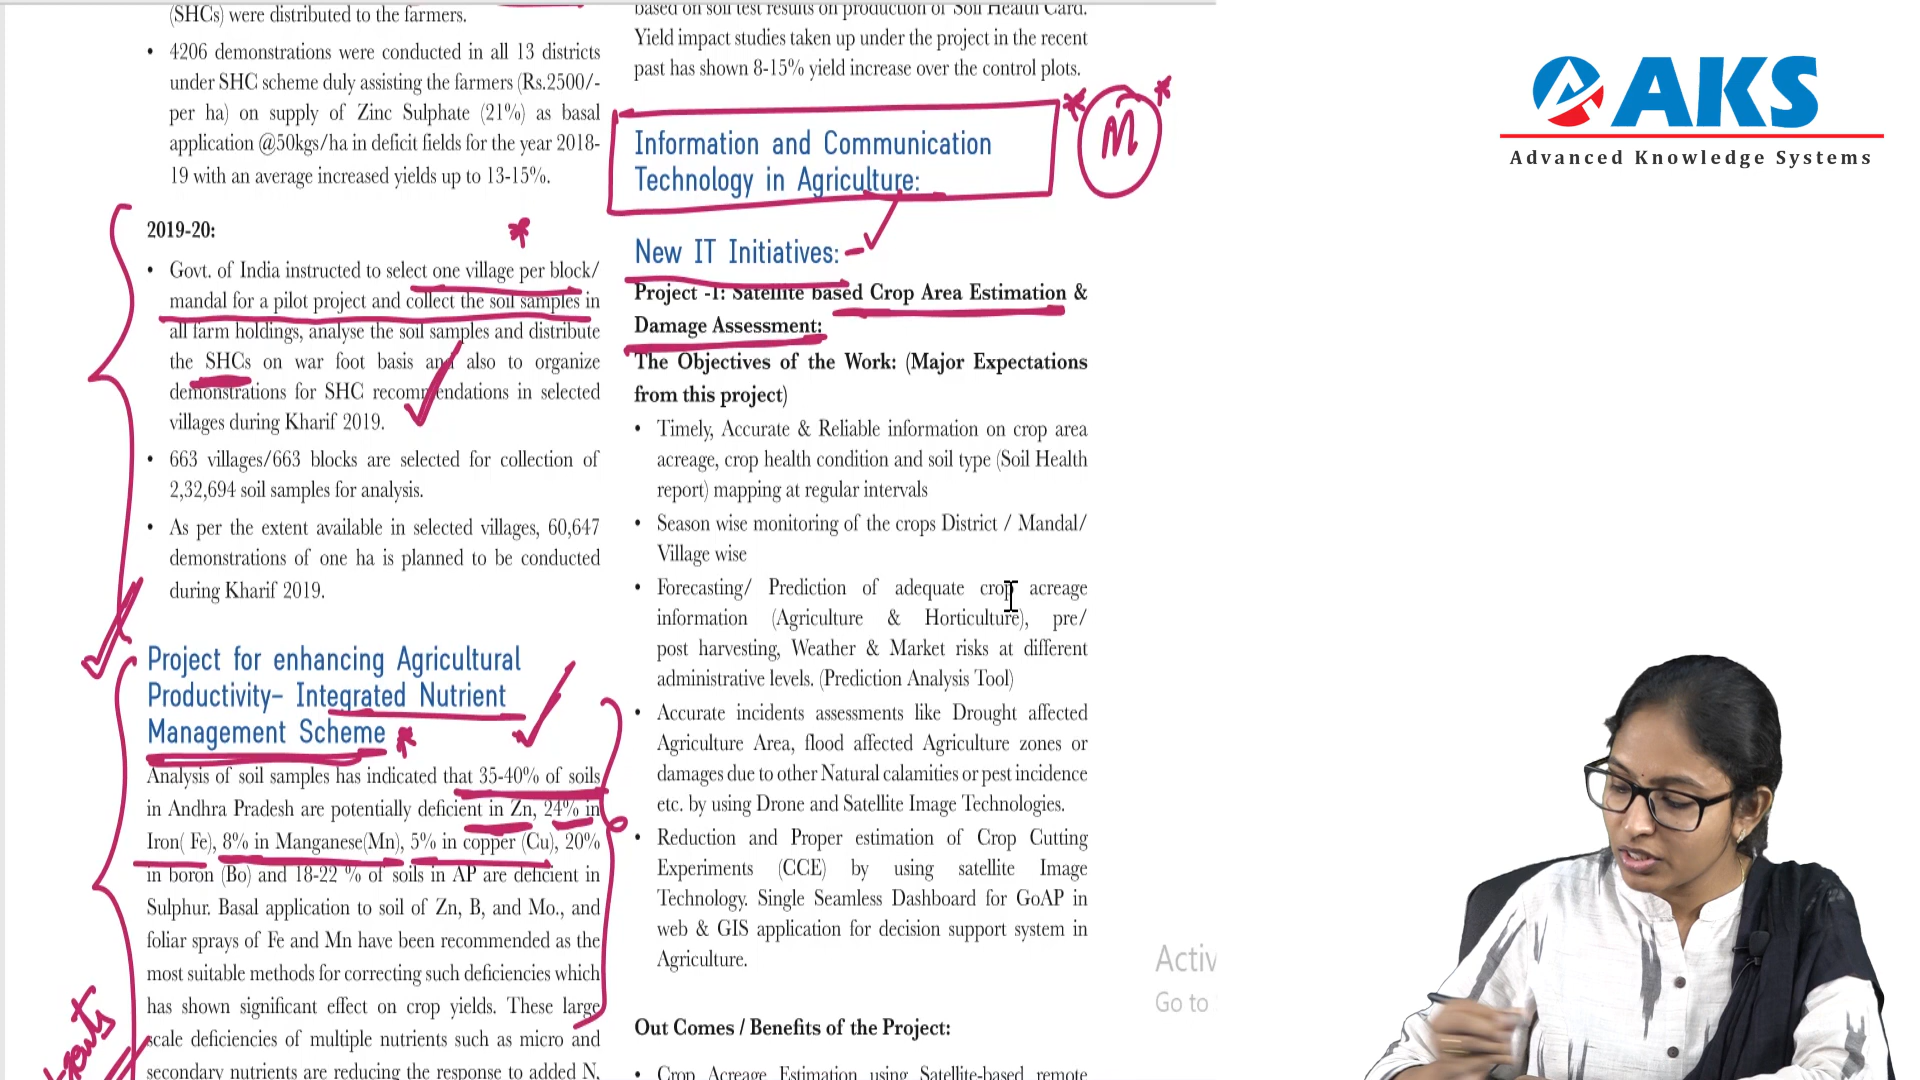 (SHCs) were distributed to the farmers.
• 4206 demonstrations were conducted in all 13 districts
under SHC scheme duly assisting the farmers (Rs.2500/-
per ha) on supply of Zinc Sulphate (21%) as basal
application @50kgs/ha in deficit fields for the year 2018-
19 with an average increased yields up to 13-15%.
2019-20:
• Govt. of India instructed to select one village per block/
mandal for a pilot project and collect the soil samples in
all farm holdings, analyse the soil samples and distribute
the SHCs on war foot basis and also to organize
demonstrations for SHC recommendations in selected
villages during Kharif 2019.
• 663 villages/663 blocks are selected for collection of
2,32,694 soil samples for analysis.
• As per the extent available in selected villages, 60,647
demonstrations of one ha is planned to be conducted
during Kharif 2019.
Project for enhancing Agricultural
Productivity– Integrated Nutrient
Management Scheme
Analysis of soil samples has indicated that 35-40% of soils
in Andhra Pradesh are potentially deficient in Zn, 24% in
Iron( Fe), 8% in Manganese(Mn), 5% in copper (Cu), 20%
in boron (Bo) and 18-22 % of soils in AP are deficient in
Sulphur. Basal application to soil of Zn, B, and Mo., and
foliar sprays of Fe and Mn have been recommended as the
most suitable methods for correcting such deficiencies which
has shown significant effect on crop yields. These large
scale deficiencies of multiple nutrients such as micro and
secondary nutrients are reducing the response to added N,
based on soil test results on production of Soil Health Card.
Yield impact studies taken up under the project in the recent
past has shown 8-15% yield increase over the control plots.
Information and Communication
Technology in Agriculture:
M
New IT Initiatives:
Project -1: Satellite based Crop Area Estimation &
Damage Assessment:
The Objectives of the Work: (Major Expectations
from this project)
• Timely, Accurate & Reliable information on crop area
acreage, crop health condition and soil type (Soil Health
report) mapping at regular intervals
• Season wise monitoring of the crops District / Mandal/
Village wise
• Forecasting/ Prediction of adequate crop acreage
information (Agriculture & Horticulture), pre/
post harvesting, Weather & Market risks at different
administrative levels. (Prediction Analysis Tool)
• Accurate incidents assessments like Drought affected
Agriculture Area, flood affected Agriculture zones or
damages due to other Natural calamities or pest incidence
etc. by using Drone and Satellite Image Technologies.
• Reduction and Proper estimation of Crop Cutting
Experiments (CCE) by using satellite Image
Technology. Single Seamless Dashboard for GoAP in
web & GIS application for decision support system in
Agriculture.
Out Comes / Benefits of the Project:
• Crop Acreage Estimation using Satellite-based remote
AKS
Advanced Knowledge Systems
Activ
Go to